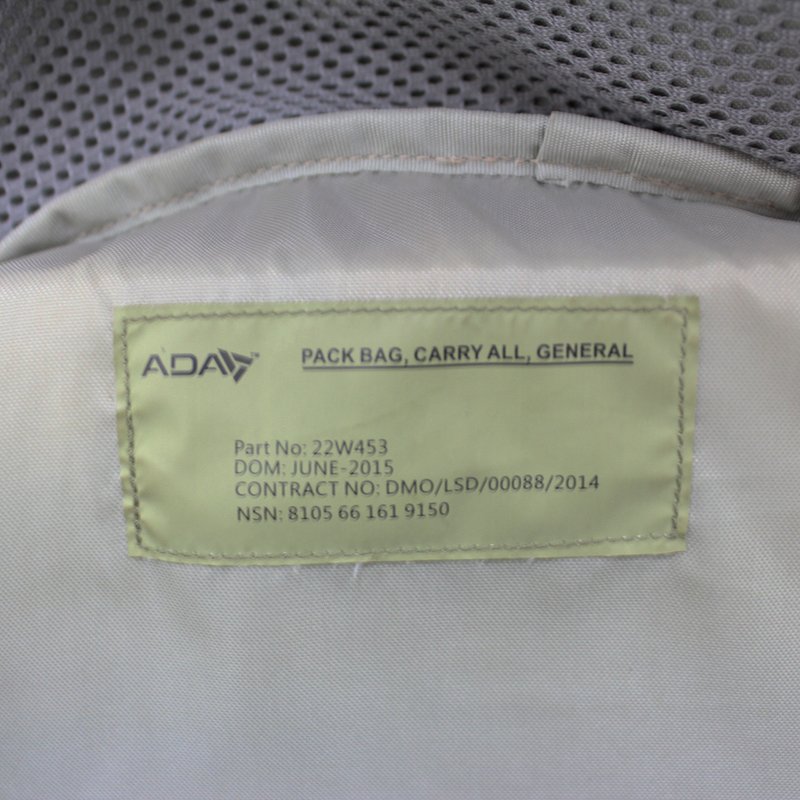 ADA™
PACK BAG, CARRY ALL, GENERAL
Part No: 22W453
DOM: JUNE-2015
CONTRACT NO: DMO/LSD/00088/2014
NSN: 8105 66 161 9150